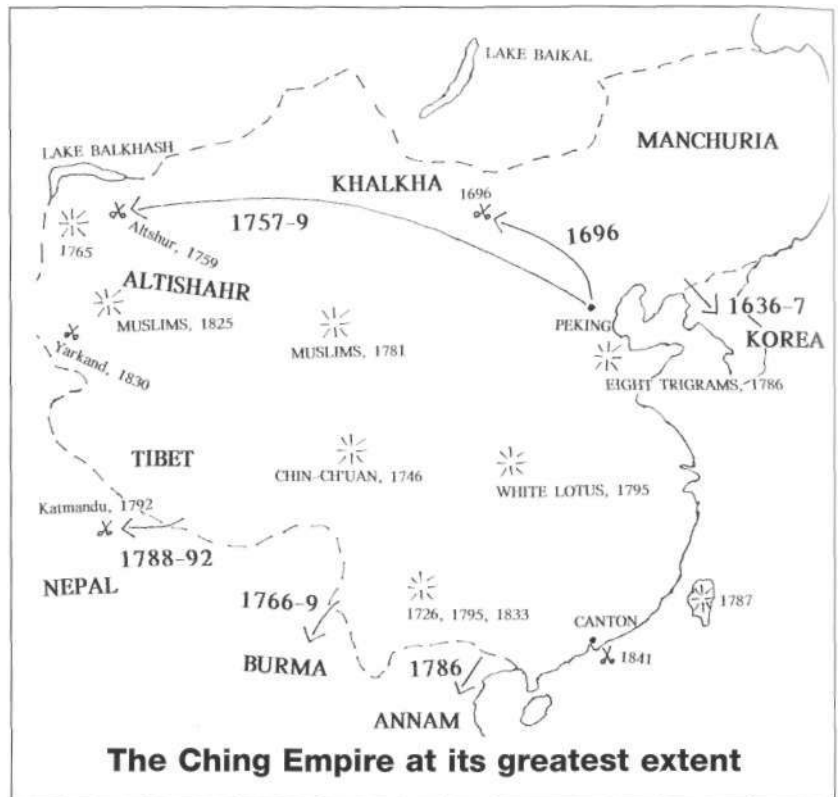 LAKE BAIKAL
MANCHURIA
LAKE BALKHASH
KHALKHA
1696
1757-9
1696
Altshur, 1759
1765
ALTISHAHR
1636-7
PEKING
KOREA
MUSLIMS, 1825
MUSLIMS, 1781
Yarkand, 1830
EIGHT TRIGRAMS, 1786
TIBET
CHIN-CH'UAN, 1746
WHITE LOTUS, 1795
Katmandu, 1792
1788-92
NEPAL
1766-9
1726, 1795, 1833
1787
CANTON
1841
BURMA
1786
ANNAM
The Ching Empire at its greatest extent